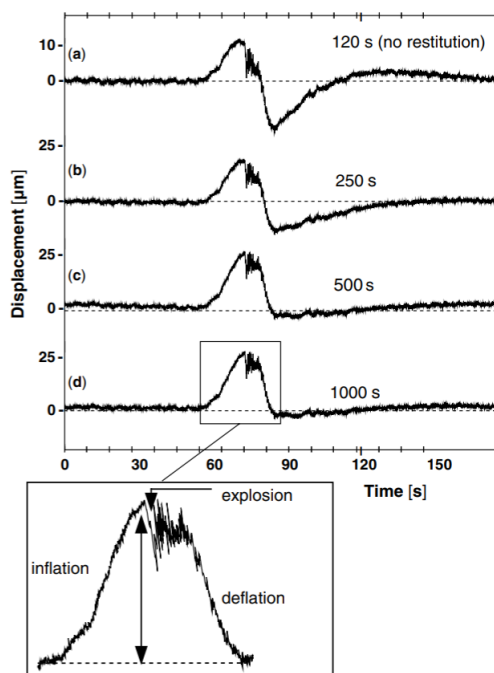 10
(a)
120 s (no restitution)
0
25
(b)
250 s
0
25
(c)
500 s
0
25
(d)
1000 s
0
Displacement [µm]
0 30 60 90 120 150
Time [s]
explosion
inflation
deflation